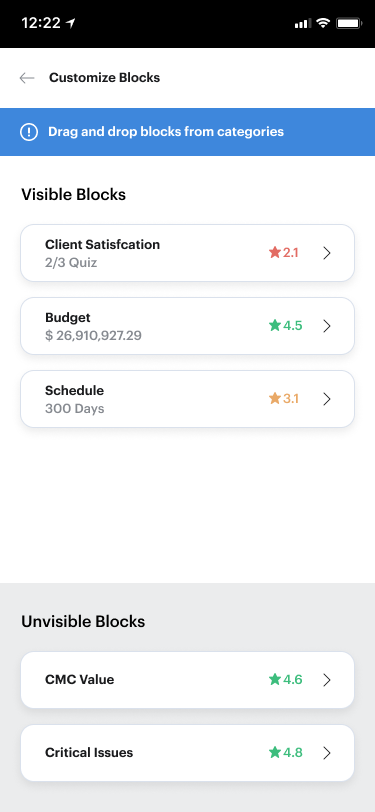 12:22
Customize Blocks
Drag and drop blocks from categories
Visible Blocks
Client Satisfcation
2/3 Quiz
2.1
Budget
$ 26,910,927.29
4.5
Schedule
300 Days
3.1
Unvisible Blocks
CMC Value
4.6
Critical Issues
4.8